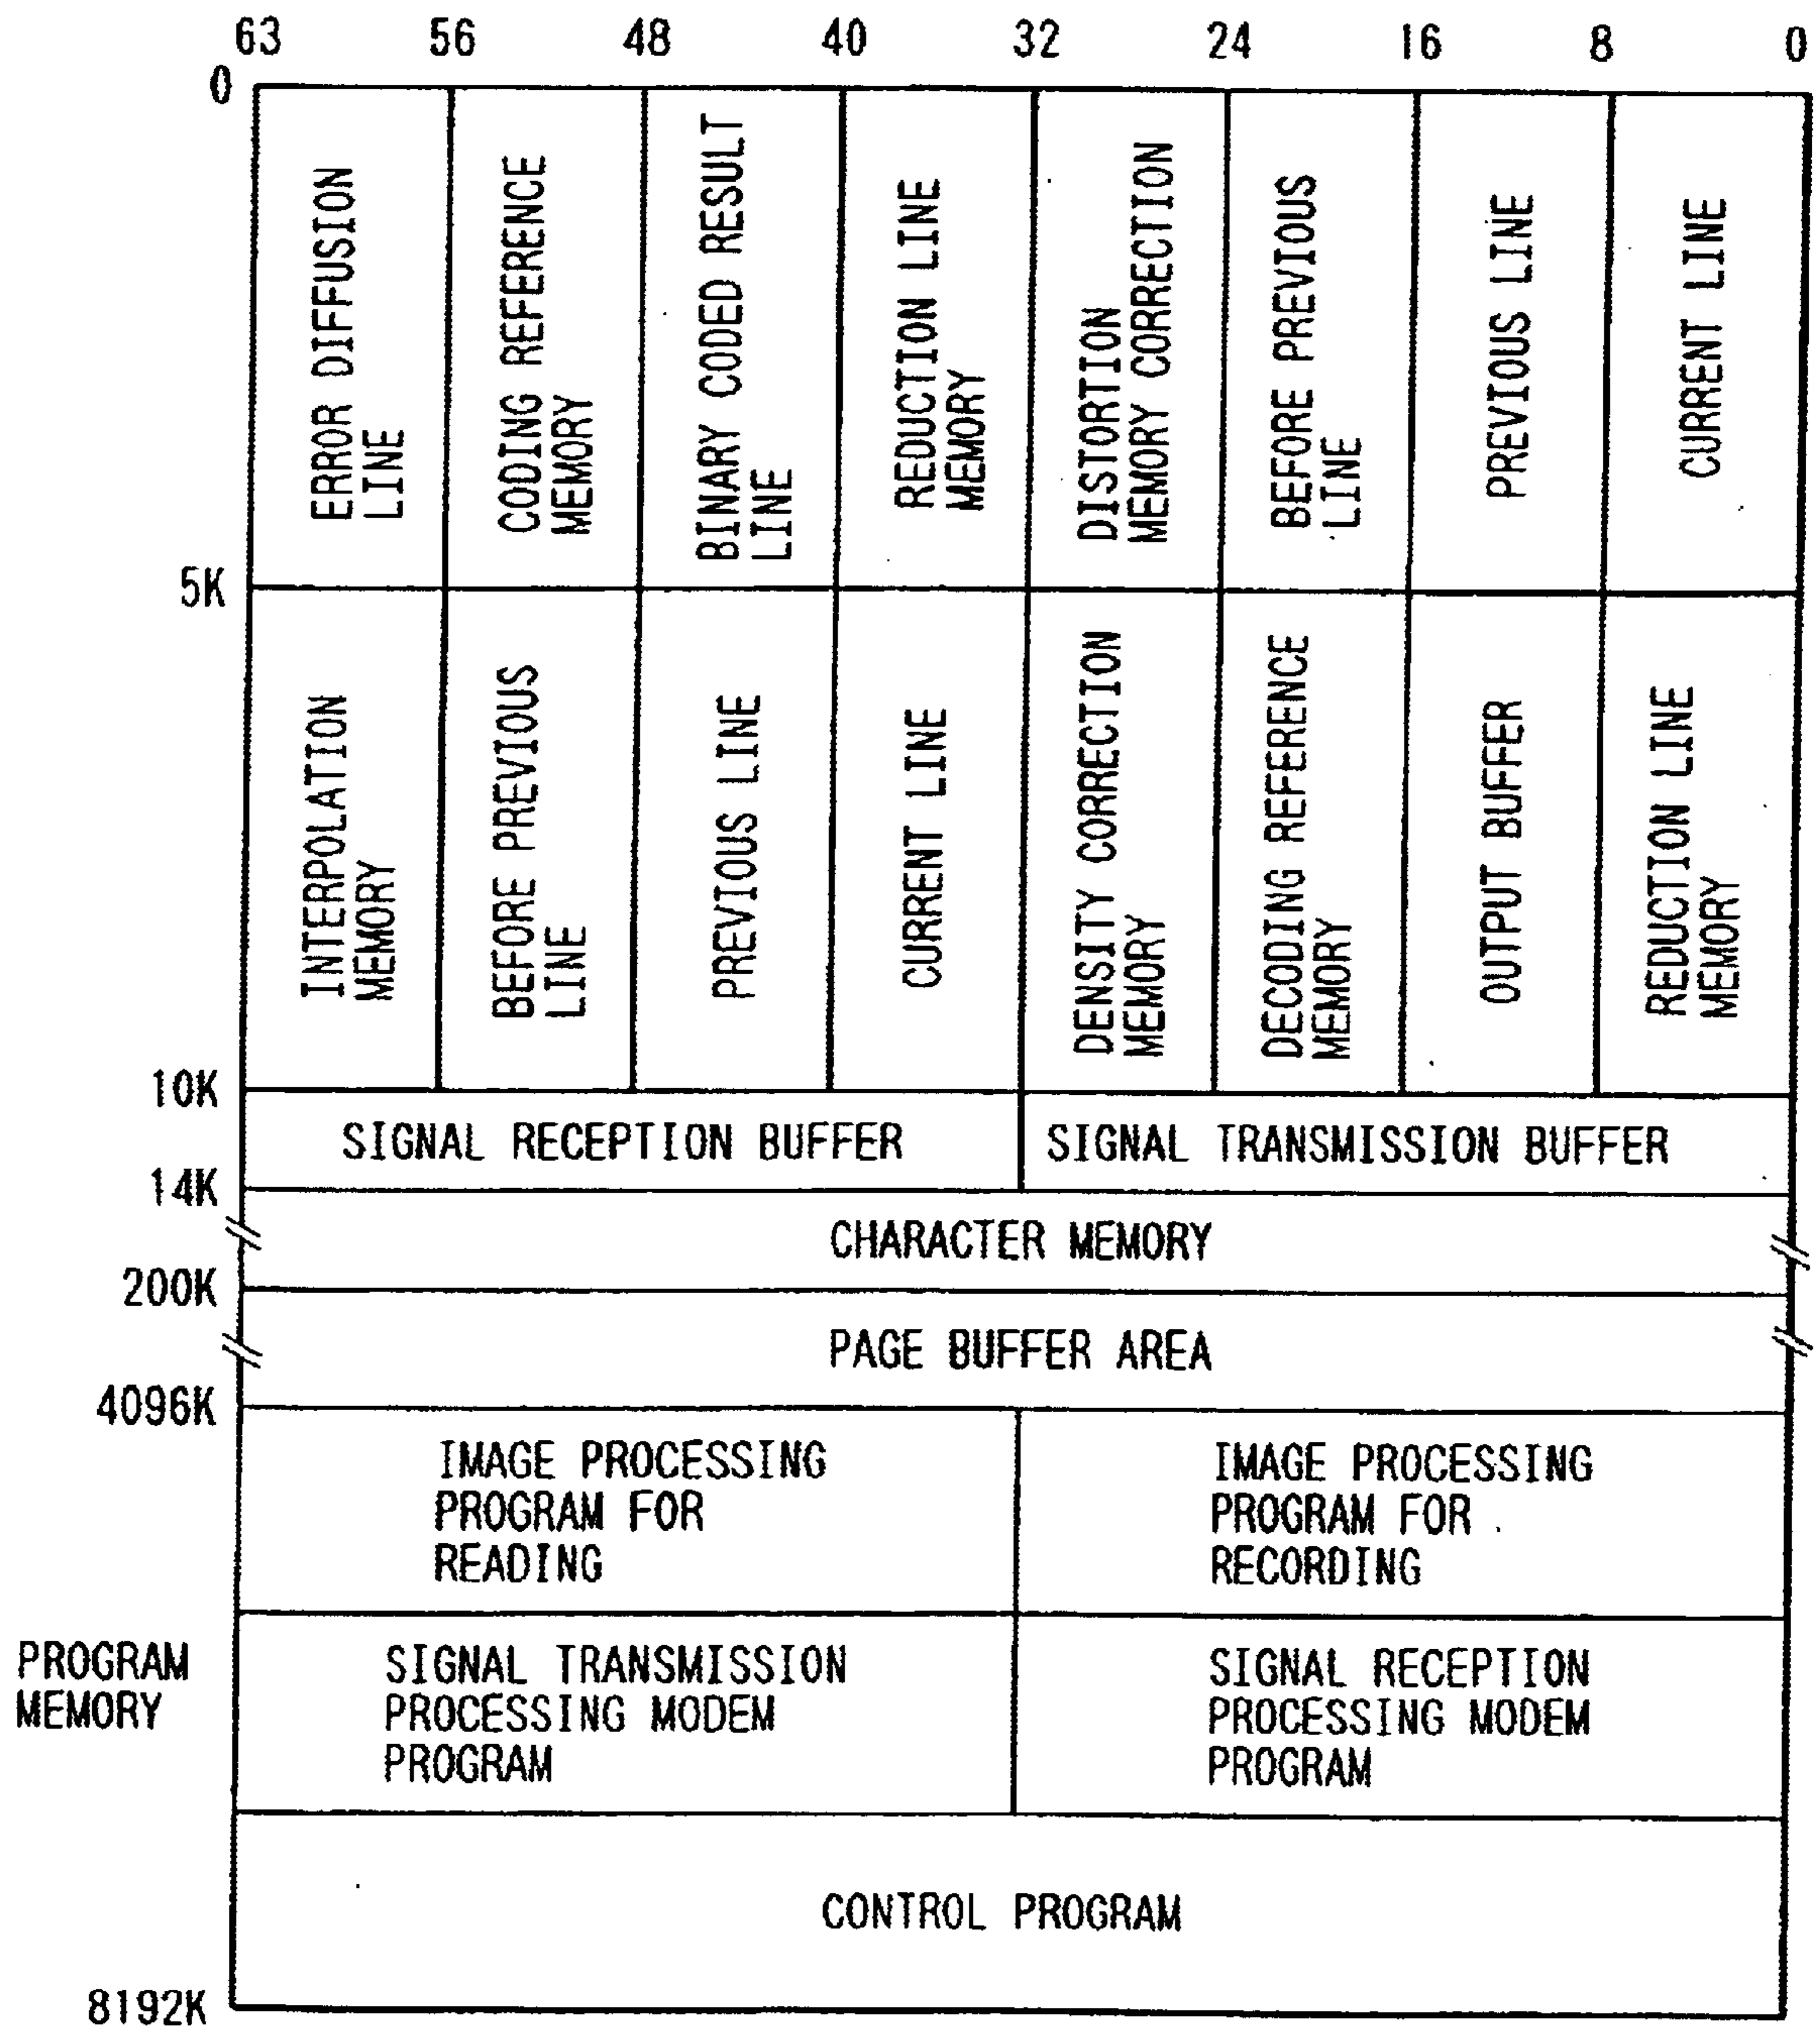 63 56 48 40 32 24 16 8 0
0
ERROR DIFFUSION
LINE
CODING REFERENCE
MEMORY
BINARY CODED RESULT
LINE
REDUCTION LINE
MEMORY
DISTORTION
MEMORY CORRECTION
BEFORE PREVIOUS
LINE
PREVIOUS LINE
CURRENT LINE
5K
INTERPOLATION
MEMORY
BEFORE PREVIOUS
LINE
PREVIOUS LINE
CURRENT LINE
DENSITY CORRECTION
MEMORY
DECODING REFERENCE
MEMORY
OUTPUT BUFFER
REDUCTION LINE
MEMORY
10K
SIGNAL RECEPTION BUFFER
SIGNAL TRANSMISSION BUFFER
14K
CHARACTER MEMORY
200K
PAGE BUFFER AREA
4096K
IMAGE PROCESSING
PROGRAM FOR
READING
IMAGE PROCESSING
PROGRAM FOR
RECORDING
PROGRAM
MEMORY
SIGNAL TRANSMISSION
PROCESSING MODEM
PROGRAM
SIGNAL RECEPTION
PROCESSING MODEM
PROGRAM
CONTROL PROGRAM
8192K